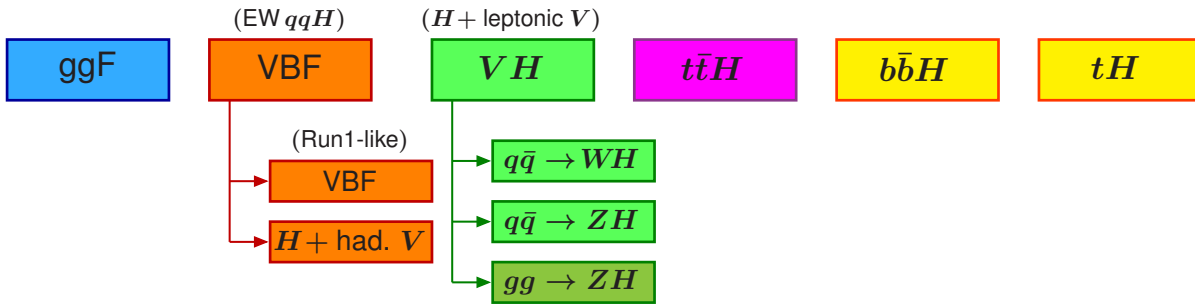 (EW qqH)
(H + leptonic V)
ggF
VBF
VH
tt̄H
bb̄H
tH
(Run1-like)
VBF
H + had. V
qq̄ → WH
qq̄ → ZH
gg → ZH